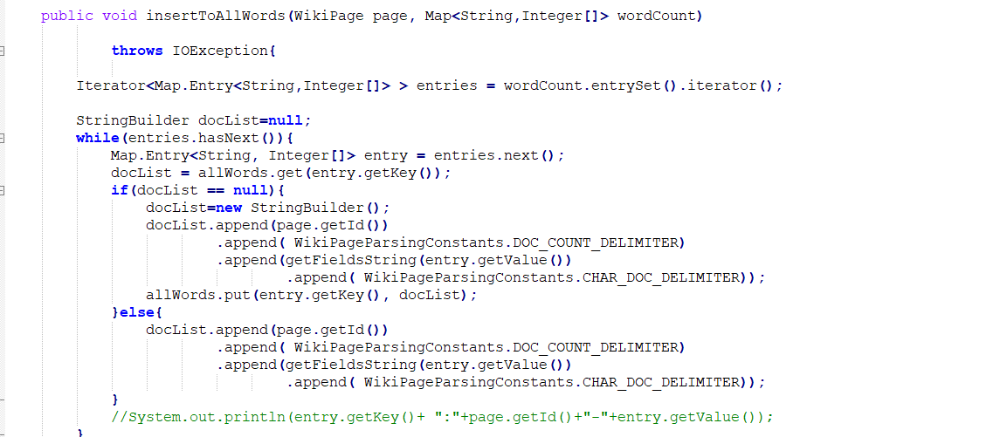 public void insertToAllWords(WikiPage page, Map<String,Integer[]> wordCount)
throws IOException{
Iterator<Map.Entry<String,Integer[]> > entries = wordCount.entrySet().iterator();
StringBuilder docList=null;
while(entries.hasNext()){
Map.Entry<String, Integer[]> entry = entries.next();
docList = allWords.get(entry.getKey());
if(docList == null){
docList=new StringBuilder();
docList.append(page.getId())
.append( WikiPageParsingConstants.DOC_COUNT_DELIMITER)
.append(getFieldsString(entry.getValue())
.append( WikiPageParsingConstants.CHAR_DOC_DELIMITER));
allWords.put(entry.getKey(), docList);
}else{
docList.append(page.getId())
.append( WikiPageParsingConstants.DOC_COUNT_DELIMITER)
.append(getFieldsString(entry.getValue())
.append( WikiPageParsingConstants.CHAR_DOC_DELIMITER));
}
//System.out.println(entry.getKey()+ ":"+page.getId()+"-"+entry.getValue());
}